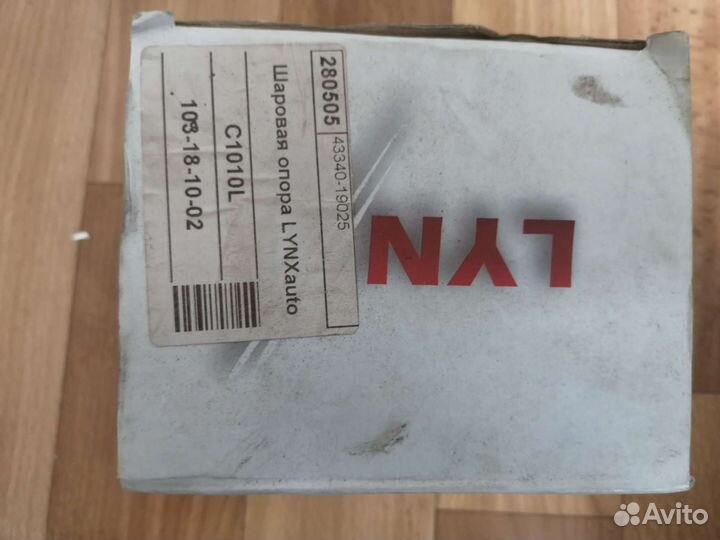 280505 43340-19025
Шаровая опора LYNXauto
C1010L
103-18-10-02
LYN
Avito